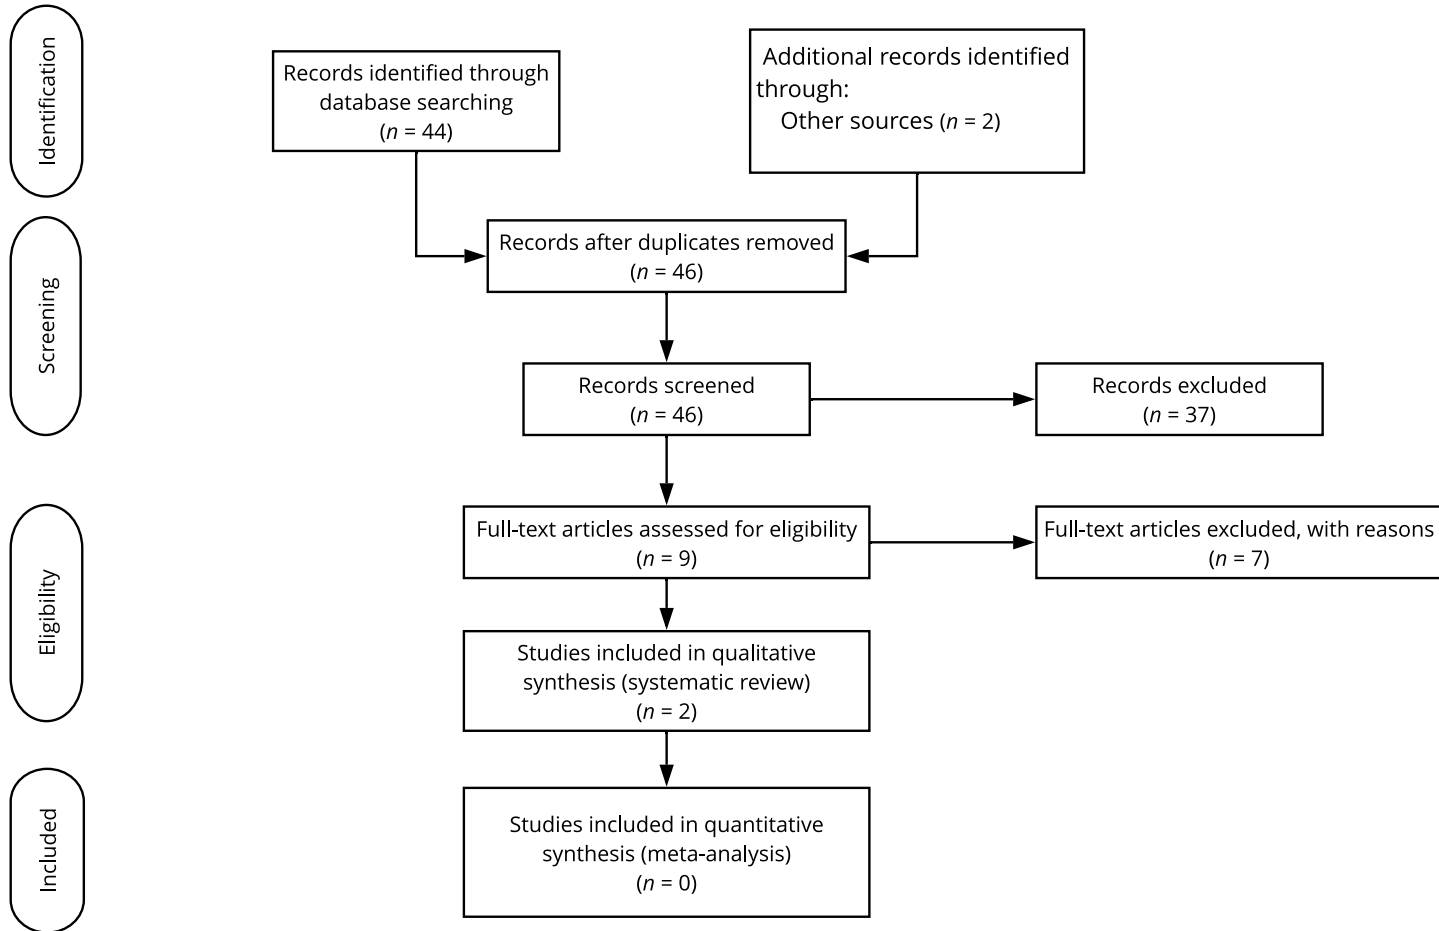 Identification
Records identified through
database searching
(n = 44)
Additional records identified
through:
Other sources (n = 2)
Screening
Records after duplicates removed
(n = 46)
Records screened
(n = 46)
Records excluded
(n = 37)
Eligibility
Full-text articles assessed for eligibility
(n = 9)
Full-text articles excluded, with reasons
(n = 7)
Studies included in qualitative
synthesis (systematic review)
(n = 2)
Included
Studies included in quantitative
synthesis (meta-analysis)
(n = 0)